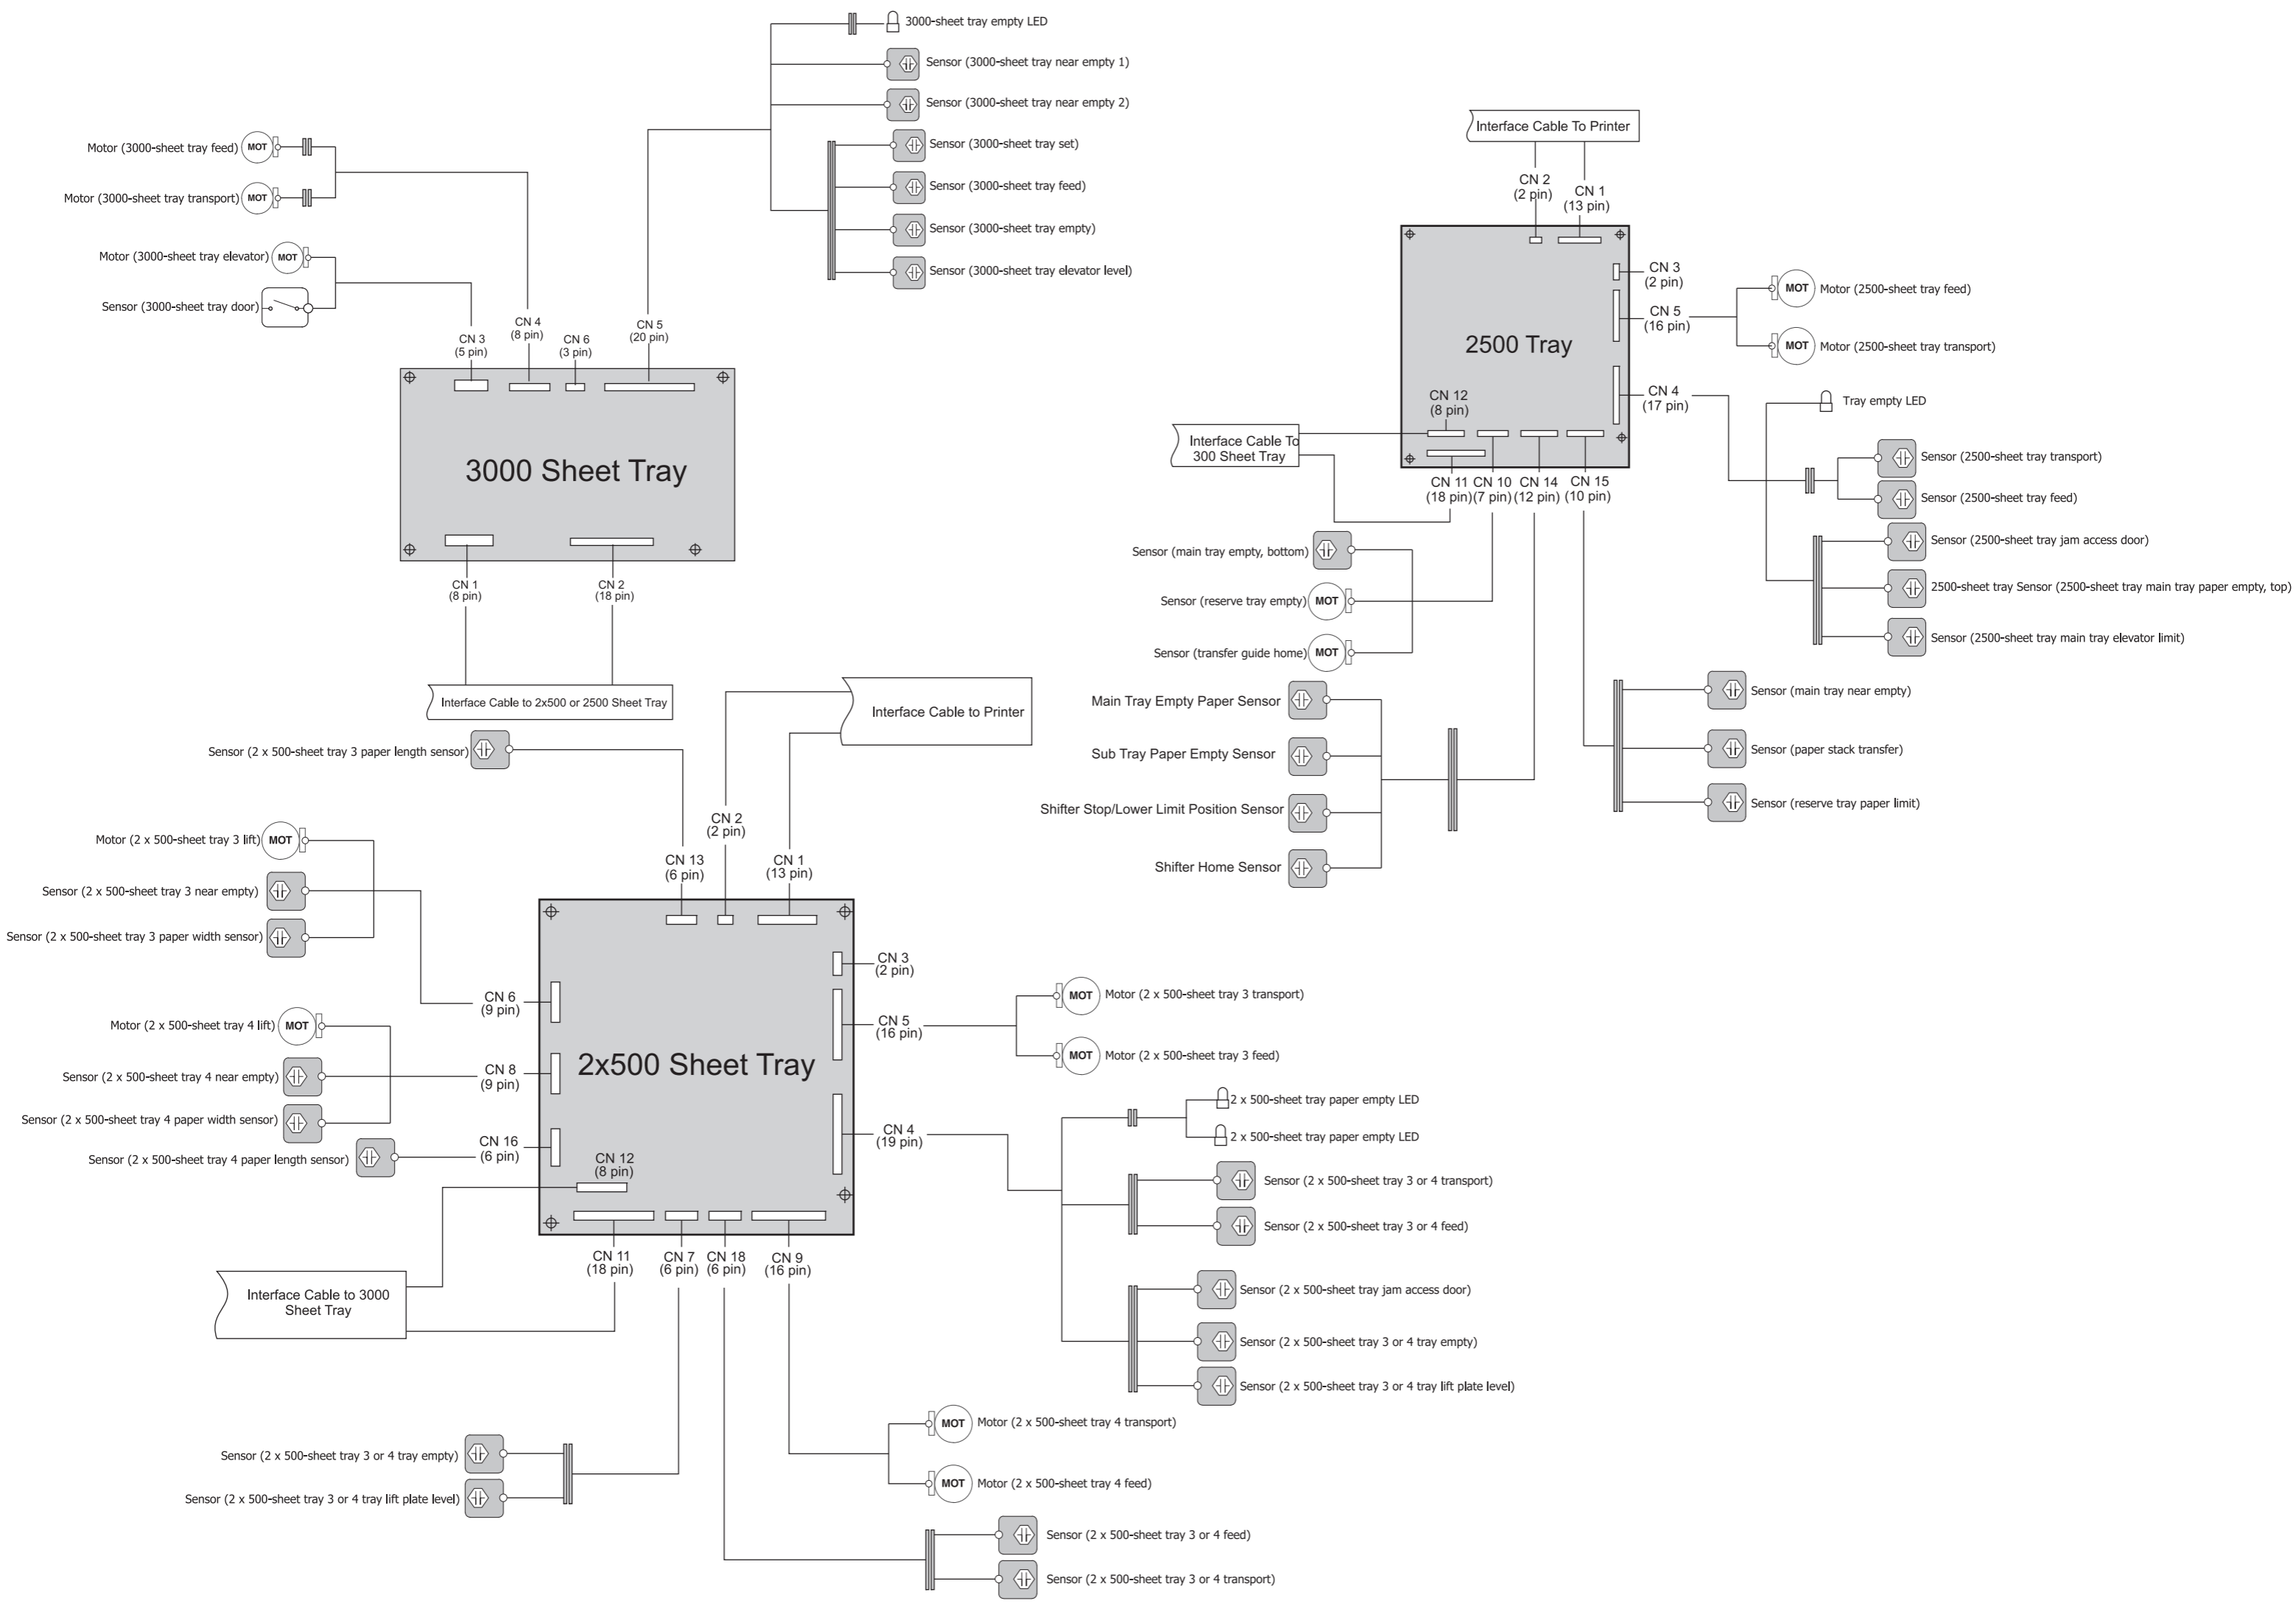 3000-sheet tray empty LED
Sensor (3000-sheet tray near empty 1)
Sensor (3000-sheet tray near empty 2)
Sensor (3000-sheet tray set)
Sensor (3000-sheet tray feed)
Sensor (3000-sheet tray empty)
Sensor (3000-sheet tray elevator level)
Motor (3000-sheet tray feed)
MOT
Motor (3000-sheet tray transport)
MOT
Motor (3000-sheet tray elevator)
MOT
Sensor (3000-sheet tray door)
CN 3
(5 pin)
CN 4
(8 pin)
CN 6
(3 pin)
CN 5
(20 pin)
3000 Sheet Tray
CN 1
(8 pin)
CN 2
(18 pin)
Interface Cable to 2x500 or 2500 Sheet Tray
Interface Cable To Printer
CN 2
(2 pin)
CN 1
(13 pin)
2500 Tray
CN 3
(2 pin)
CN 5
(16 pin)
MOT
Motor (2500-sheet tray feed)
MOT
Motor (2500-sheet tray transport)
CN 4
(17 pin)
Tray empty LED
Sensor (2500-sheet tray transport)
Sensor (2500-sheet tray feed)
Sensor (2500-sheet tray jam access door)
2500-sheet tray Sensor (2500-sheet tray main tray paper empty, top)
Sensor (2500-sheet tray main tray elevator limit)
CN 12
(8 pin)
Interface Cable To
300 Sheet Tray
CN 11
(18 pin)
CN 10
(7 pin)
CN 14
(12 pin)
CN 15
(10 pin)
Sensor (main tray empty, bottom)
Sensor (reserve tray empty)
MOT
Sensor (transfer guide home)
MOT
Main Tray Empty Paper Sensor
Sub Tray Paper Empty Sensor
Shifter Stop/Lower Limit Position Sensor
Shifter Home Sensor
Sensor (main tray near empty)
Sensor (paper stack transfer)
Sensor (reserve tray paper limit)
Interface Cable to Printer
Sensor (2 x 500-sheet tray 3 paper length sensor)
CN 13
(6 pin)
CN 2
(2 pin)
CN 1
(13 pin)
Motor (2 x 500-sheet tray 3 lift)
MOT
Sensor (2 x 500-sheet tray 3 near empty)
Sensor (2 x 500-sheet tray 3 paper width sensor)
CN 6
(9 pin)
Motor (2 x 500-sheet tray 4 lift)
MOT
Sensor (2 x 500-sheet tray 4 near empty)
Sensor (2 x 500-sheet tray 4 paper width sensor)
CN 8
(9 pin)
Sensor (2 x 500-sheet tray 4 paper length sensor)
CN 16
(6 pin)
2x500 Sheet Tray
CN 3
(2 pin)
CN 5
(16 pin)
MOT
Motor (2 x 500-sheet tray 3 transport)
MOT
Motor (2 x 500-sheet tray 3 feed)
CN 4
(19 pin)
2 x 500-sheet tray paper empty LED
2 x 500-sheet tray paper empty LED
Sensor (2 x 500-sheet tray 3 or 4 transport)
Sensor (2 x 500-sheet tray 3 or 4 feed)
Sensor (2 x 500-sheet tray jam access door)
Sensor (2 x 500-sheet tray 3 or 4 tray empty)
Sensor (2 x 500-sheet tray 3 or 4 tray lift plate level)
CN 12
(8 pin)
CN 11
(18 pin)
CN 7
(6 pin)
CN 18
(6 pin)
CN 9
(16 pin)
Interface Cable to 3000
Sheet Tray
MOT
Motor (2 x 500-sheet tray 4 transport)
MOT
Motor (2 x 500-sheet tray 4 feed)
Sensor (2 x 500-sheet tray 3 or 4 tray empty)
Sensor (2 x 500-sheet tray 3 or 4 tray lift plate level)
Sensor (2 x 500-sheet tray 3 or 4 feed)
Sensor (2 x 500-sheet tray 3 or 4 transport)